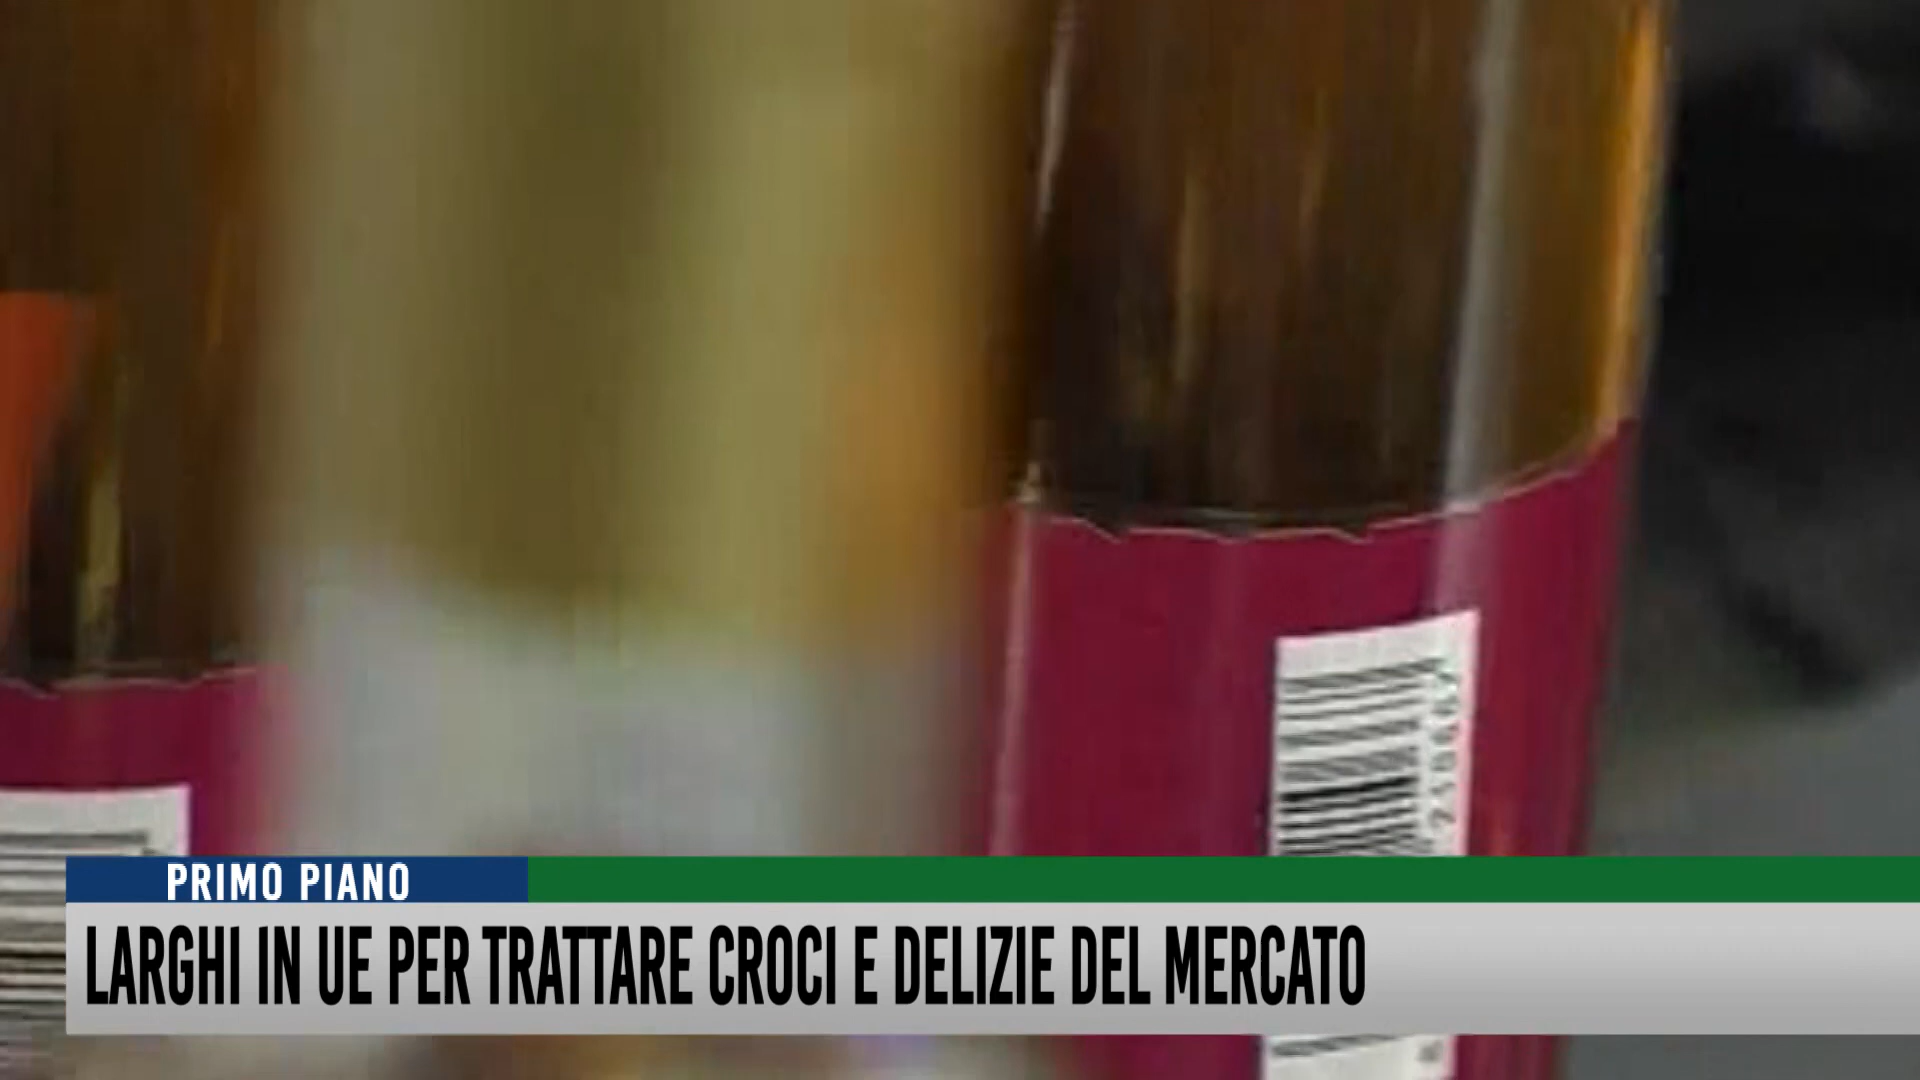 PRIMO PIANO
LARGHI IN UE PER TRATTARE CROCI E DELIZIE DEL MERCATO